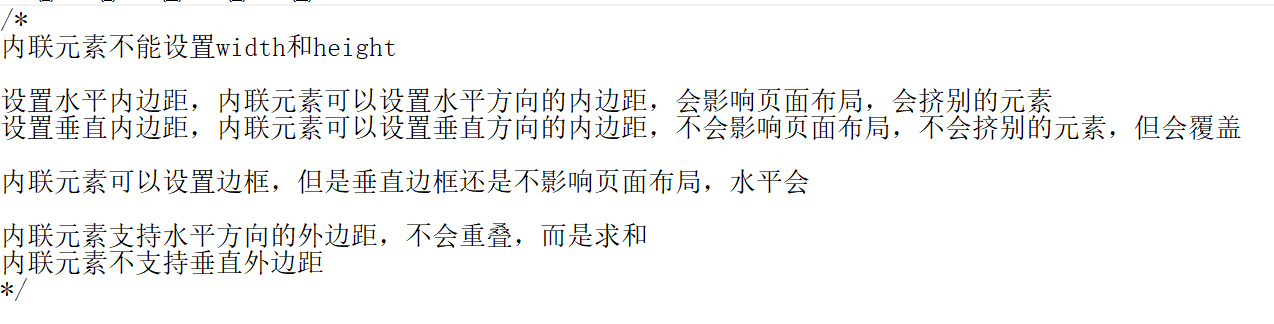 /*
内联元素不能设置width和height
设置水平内边距，内联元素可以设置水平方向的内边距，会影响页面布局，会挤别的元素
设置垂直内边距，内联元素可以设置垂直方向的内边距，不会影响页面布局，不会挤别的元素，但会覆盖
内联元素可以设置边框，但是垂直边框还是不影响页面布局，水平会
内联元素支持水平方向的外边距，不会重叠，而是求和
内联元素不支持垂直外边距
*/